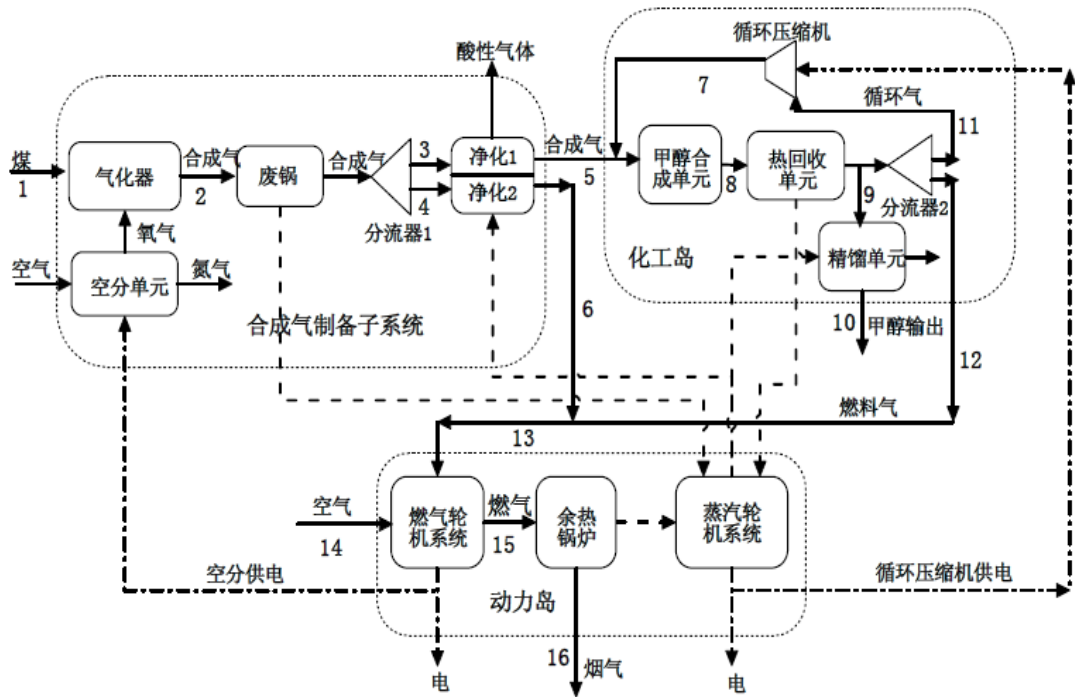 循环压缩机
酸性气体
7
循环气
11
煤
1
气化器
合成气
2
废锅
合成气
3
4
分流器1
净化1
净化2
合成气
5
甲醇合
成单元
8
热回收
单元
9
分流器2
氧气
空气
空分单元
氮气
合成气制备子系统
6
化工岛
精馏单元
10
甲醇输出
12
燃料气
13
空气
14
燃气轮
机系统
燃气
15
余热
锅炉
蒸汽轮
机系统
空分供电
循环压缩机供电
动力岛
电
16
烟气
电